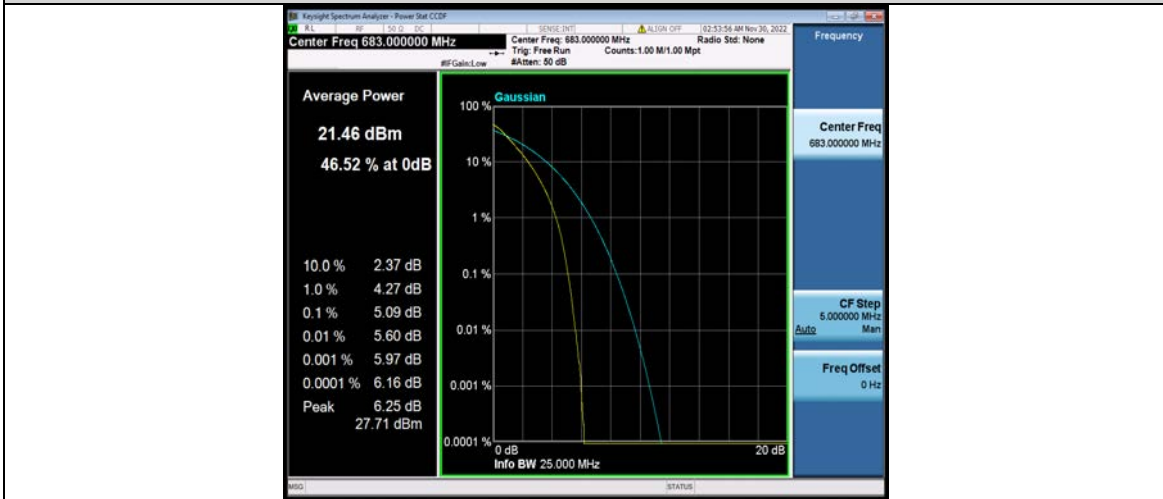 Keysight Spectrum Analyzer - Power Stat CCDF
RL RF 50 Ω DC SENSE:INT ALIGN OFF 02:53:56 AM Nov 30, 2022
Center Freq 683.000000 MHz
Center Freq: 683.000000 MHz Radio Std: None
Trig: Free Run Counts:1.00 M/1.00 Mpt
#IFGain:Low #Atten: 50 dB
Frequency
Average Power
21.46 dBm
46.52 % at 0dB
10.0 % 2.37 dB
1.0 % 4.27 dB
0.1 % 5.09 dB
0.01 % 5.60 dB
0.001 % 5.97 dB
0.0001 % 6.16 dB
Peak 6.25 dB
27.71 dBm
Gaussian
100 %
10 %
1 %
0.1 %
0.01 %
0.001 %
0.0001 %
0 dB 20 dB
Info BW 25.000 MHz
Center Freq
683.000000 MHz
CF Step
5.000000 MHz
Auto Man
Freq Offset
0 Hz
MSG STATUS